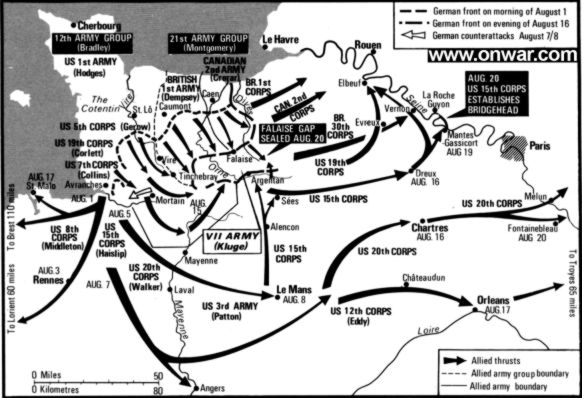 German front on morning of August 1
German front on evening of August 16
German counterattacks August 7/8
www.onwar.com
Cherbourg
12th ARMY GROUP
(Bradley)
US 1st ARMY
(Hodges)
21st ARMY GROUP
(Montgomery)
CANADIAN
2nd ARMY
(Crerar)
BRITISH
1st ARMY
(Dempsey)
Le Havre
Rouen
BR.1st
CORPS
Elbeuf
Seine
La Roche
Guyon
AUG. 20
US 15th CORPS
ESTABLISHES
BRIDGEHEAD
The
Cotentin
Vire
St. Lô
Caumont
Caen
Dives
CAN. 2nd
CORPS
Vernon
US 5th CORPS
(Gerow)
FALAISE GAP
SEALED AUG. 20
BR.
30th
CORPS
Evreux
Mantes-
Gassicort
AUG. 19
Paris
US 19th CORPS
(Corlett)
US 7th CORPS
(Collins)
Vire
Tinchebray
Orne
Falaise
Argentan
US 19th
CORPS
Dreux
AUG. 16
AUG.17
St. Malo
Avranches
AUG. 1
Mortain
AUG.
15
Sées
US 15th CORPS
US 20th CORPS
Melun
To Brest 110 miles
US 8th
CORPS
(Middleton)
AUG.5
US
15th
CORPS
(Haislip)
VII ARMY
(Kluge)
Alencon
Chartres
AUG. 16
Fontainebleau
AUG. 20
Mayenne
US 15th
CORPS
US 20th CORPS
To Lorient 60 miles
AUG.3
Rennes
AUG. 7
US
20th
CORPS
(Walker)
Laval
Mayenne
US 3rd ARMY
(Patton)
Le Mans
AUG. 8
Châteaudun
US 12th CORPS
(Eddy)
Orleans
AUG.17
To Troyes 65 miles
Loire
0 Miles 50
0 Kilometres 80
Angers
Allied thrusts
Allied army group boundary
Allied army boundary